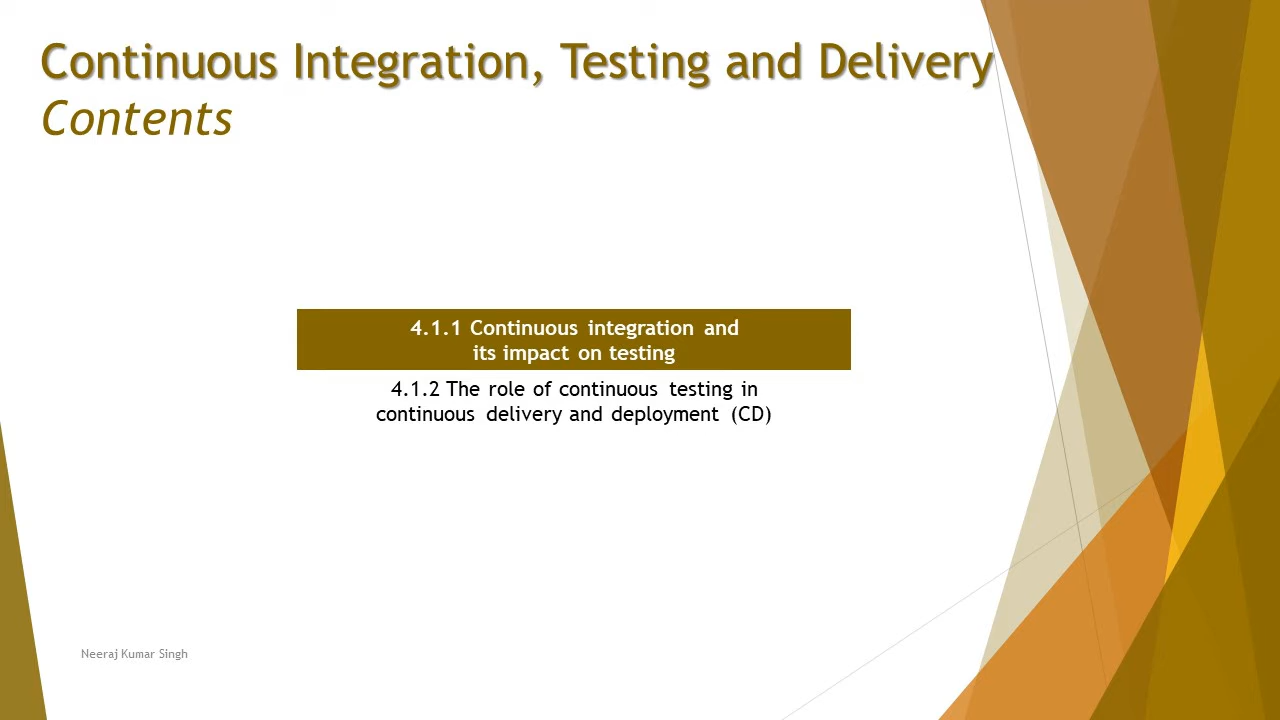 Continuous Integration, Testing and Delivery
Contents
4.1.1 Continuous integration and
its impact on testing
4.1.2 The role of continuous testing in
continuous delivery and deployment (CD)
Neeraj Kumar Singh